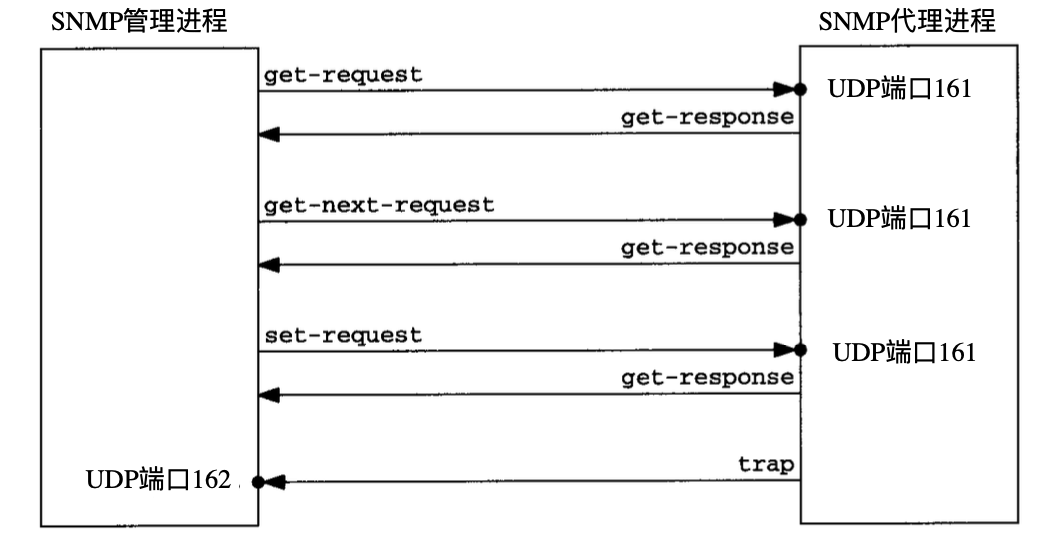 SNMP管理进程
SNMP代理进程
get-request
UDP端口161
get-response
get-next-request
UDP端口161
get-response
set-request
UDP端口161
get-response
trap
UDP端口162